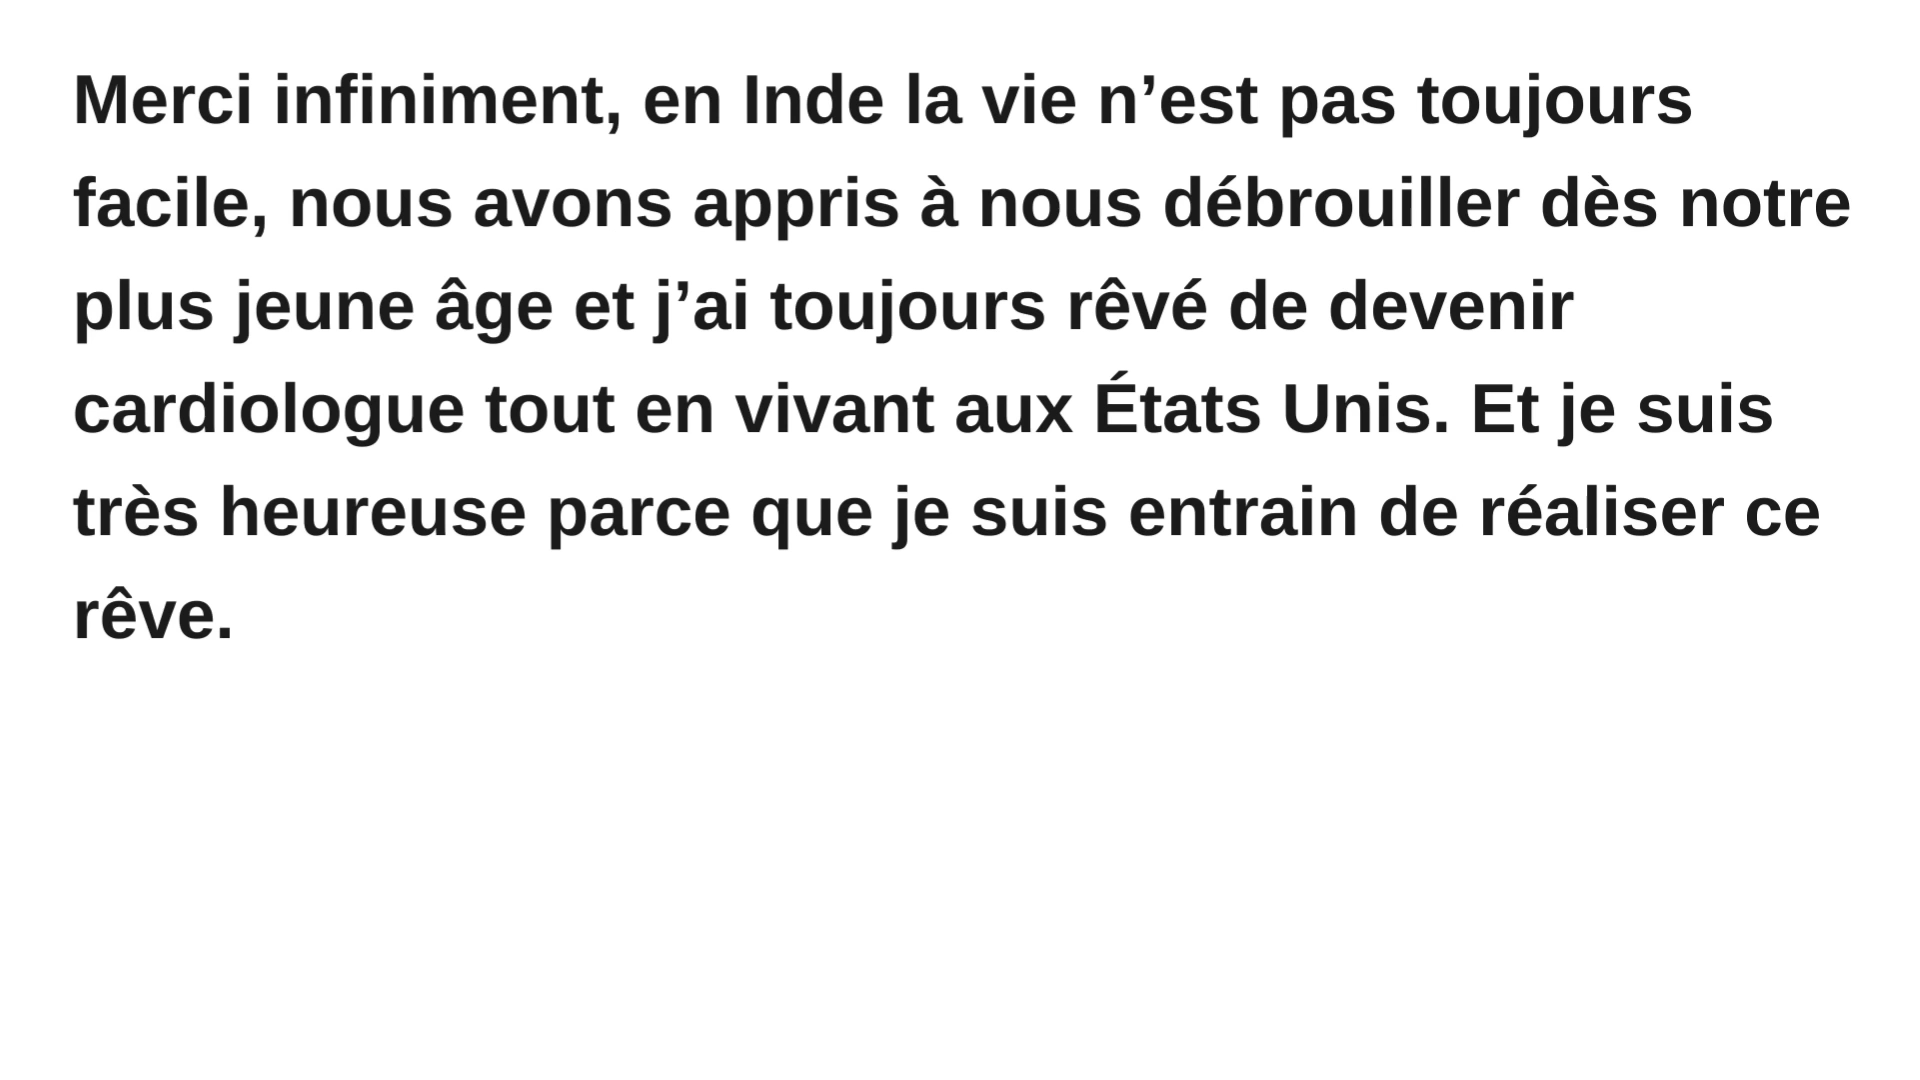 Merci infiniment, en Inde la vie n’est pas toujours
facile, nous avons appris à nous débrouiller dès notre
plus jeune âge et j’ai toujours rêvé de devenir
cardiologue tout en vivant aux États Unis. Et je suis
très heureuse parce que je suis entrain de réaliser ce
rêve.